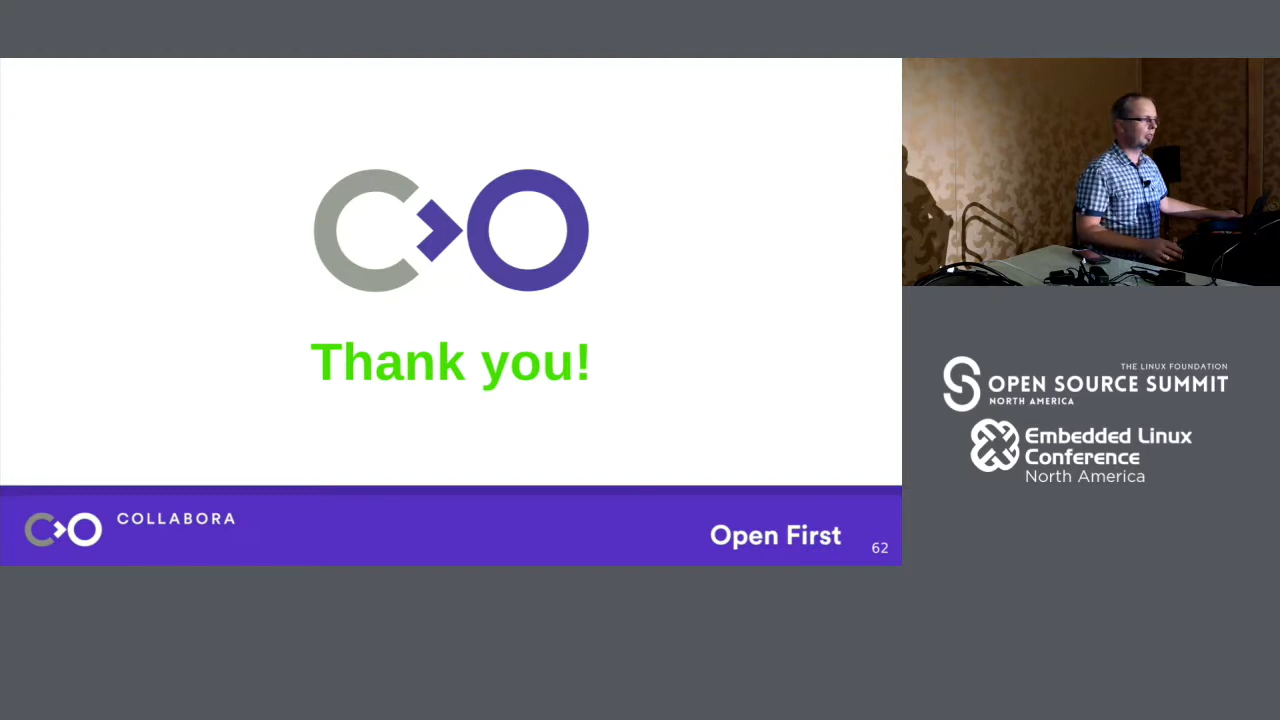 Thank you!
COLLABORA
Open First
62
THE LINUX FOUNDATION
OPEN SOURCE SUMMIT
NORTH AMERICA
Embedded Linux
Conference
North America